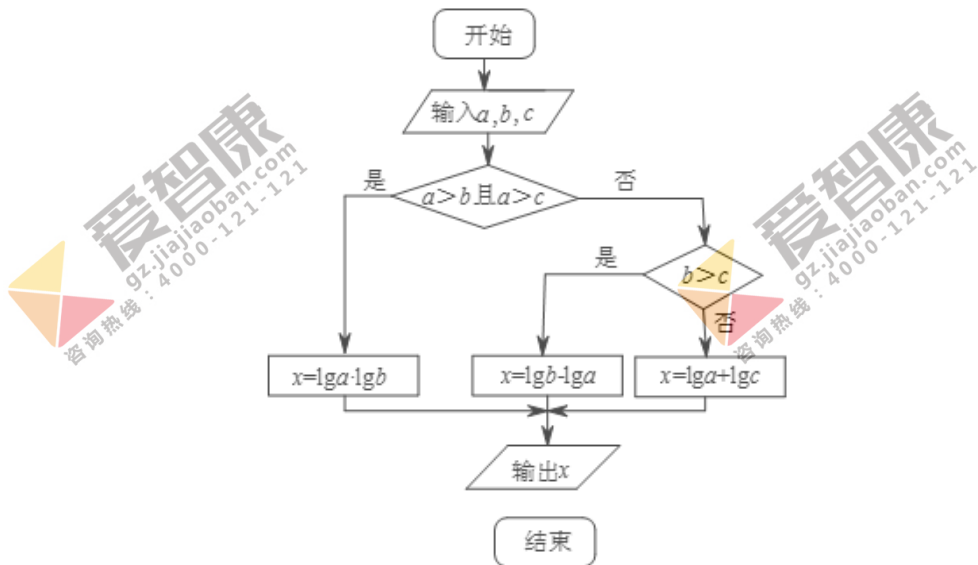 开始
输入a,b,c
是
a>b且a>c
否
是
b>c
否
x=lga·lgb
x=lgb-lga
x=lga+lgc
输出x
结束
爱智康
gz.jiajiaoban.com
咨询热线：4000-121-121
爱智康
gz.jiajiaoban.com
咨询热线：4000-121-121